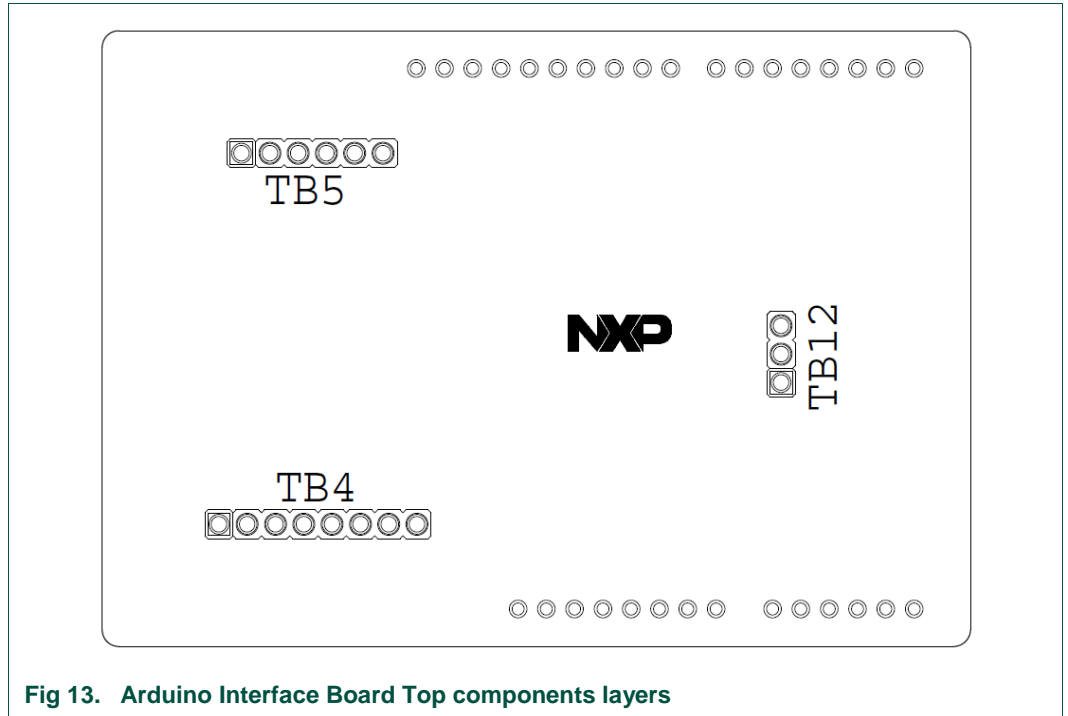 TB5
NXP
TB12
TB4
Fig 13. Arduino Interface Board Top components layers